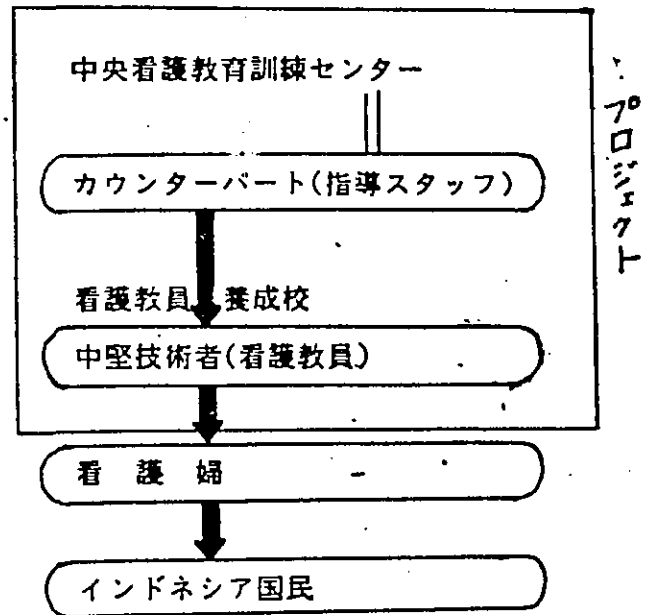 中央看護教育訓練センター
カウンターパート(指導スタッフ)
看護教員 養成校
中堅技術者(看護教員)
看護婦
インドネシア国民
プロジェクト